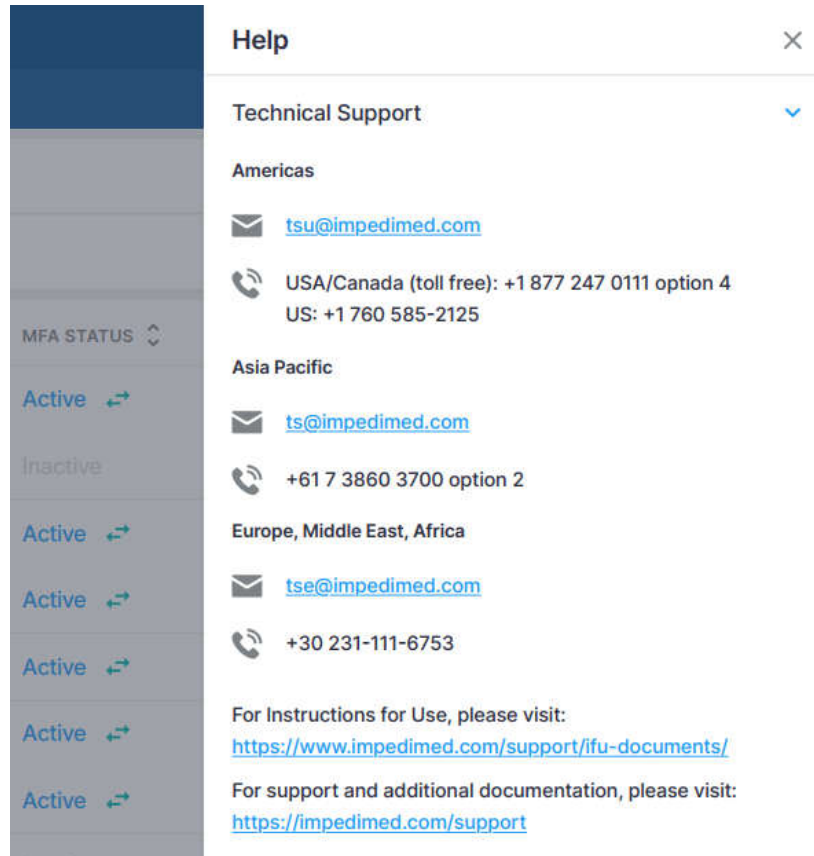 Help
Technical Support
Americas
tsu@impedimed.com
USA/Canada (toll free): +1 877 247 0111 option 4
US: +1 760 585-2125
Asia Pacific
ts@impedimed.com
+61 7 3860 3700 option 2
Europe, Middle East, Africa
tse@impedimed.com
+30 231-111-6753
For Instructions for Use, please visit:
https://www.impedimed.com/support/ifu-documents/
For support and additional documentation, please visit:
https://impedimed.com/support
MFA STATUS
Active
Inactive
Active
Active
Active
Active
Active